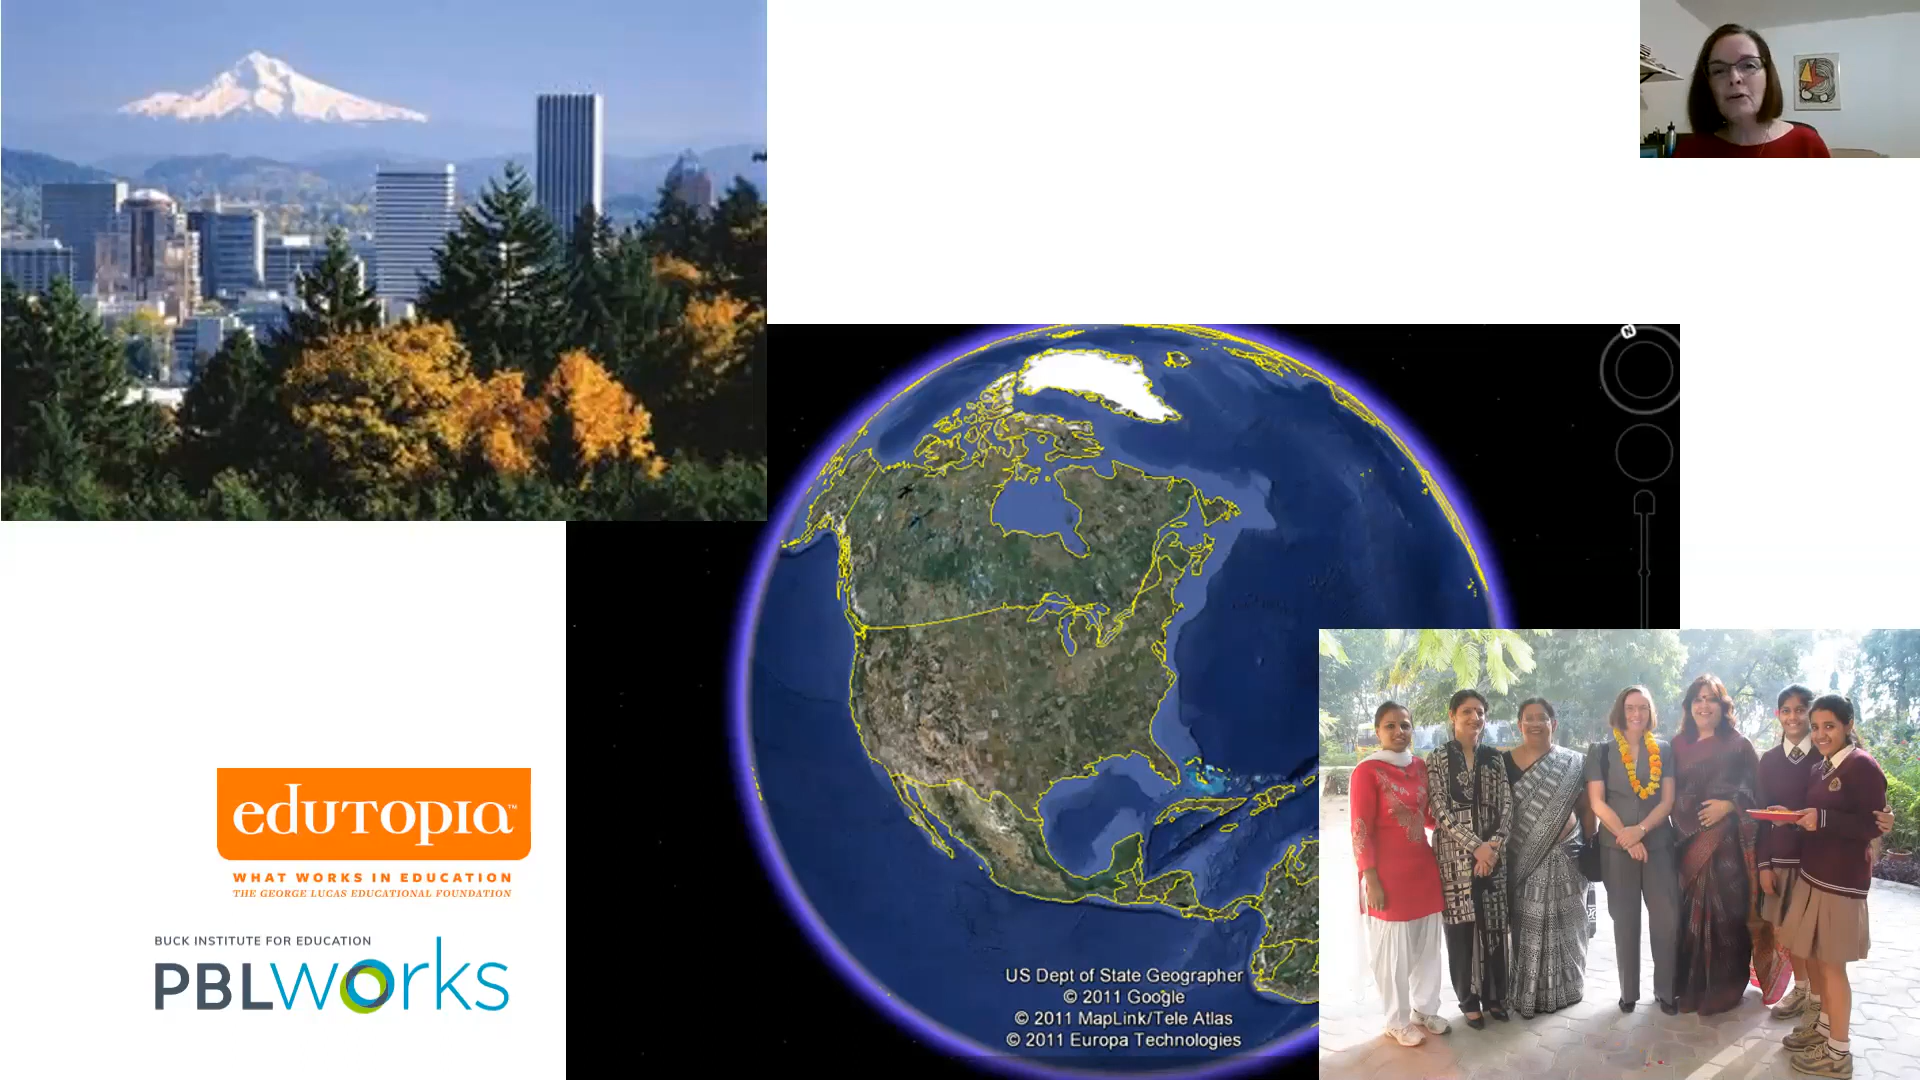 N
edutopia™
WHAT WORKS IN EDUCATION
THE GEORGE LUCAS EDUCATIONAL FOUNDATION
BUCK INSTITUTE FOR EDUCATION
PBLWorks
US Dept of State Geographer
© 2011 Google
© 2011 MapLink/Tele Atlas
© 2011 Europa Technologies